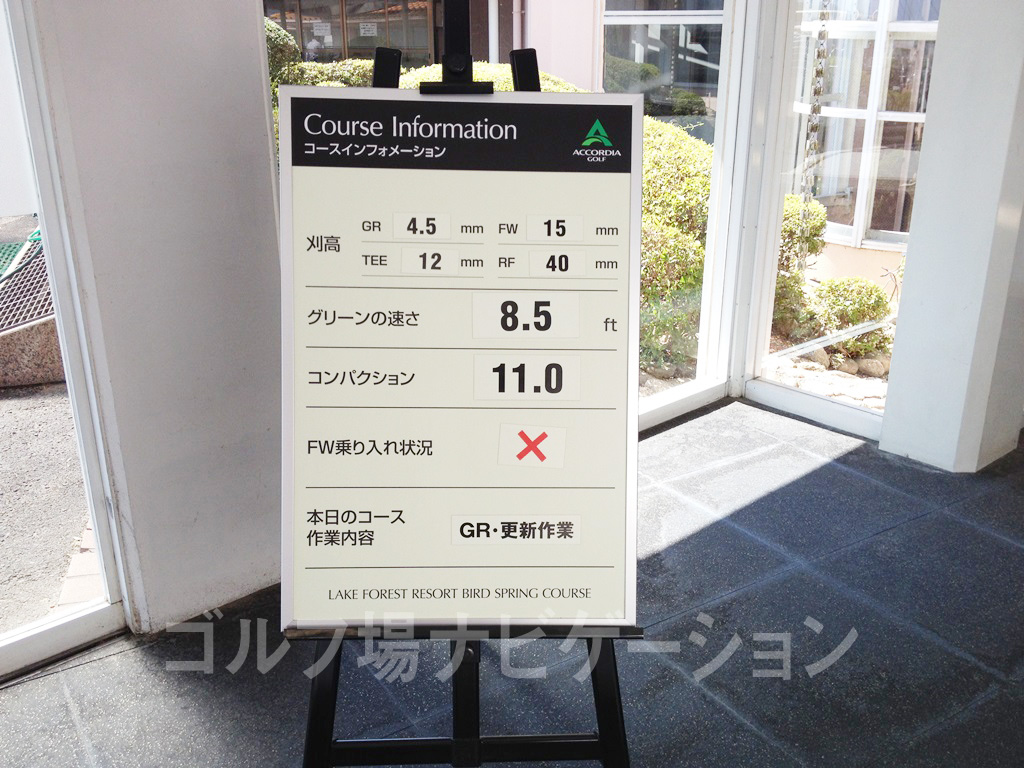 Course Information
コースインフォメーション
ACCORDIA
GOLF
刈高
GR 4.5 mm FW 15 mm
TEE 12 mm RF 40 mm
グリーンの速さ 8.5 ft
コンパクション 11.0
FW乗り入れ状況 ×
本日のコース
作業内容
GR・更新作業
LAKE FOREST RESORT BIRD SPRING COURSE
ゴルフ場ナビゲーション